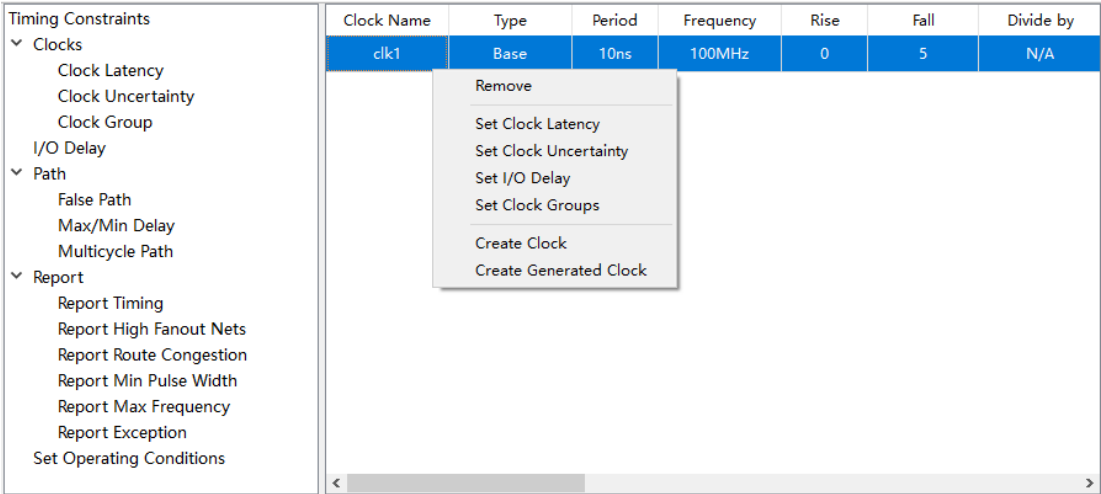 Timing Constraints
Clocks
Clock Latency
Clock Uncertainty
Clock Group
I/O Delay
Path
False Path
Max/Min Delay
Multicycle Path
Report
Report Timing
Report High Fanout Nets
Report Route Congestion
Report Min Pulse Width
Report Max Frequency
Report Exception
Set Operating Conditions
Clock Name Type Period Frequency Rise Fall Divide by
clk1 Base 10ns 100MHz 0 5 N/A
Remove
Set Clock Latency
Set Clock Uncertainty
Set I/O Delay
Set Clock Groups
Create Clock
Create Generated Clock